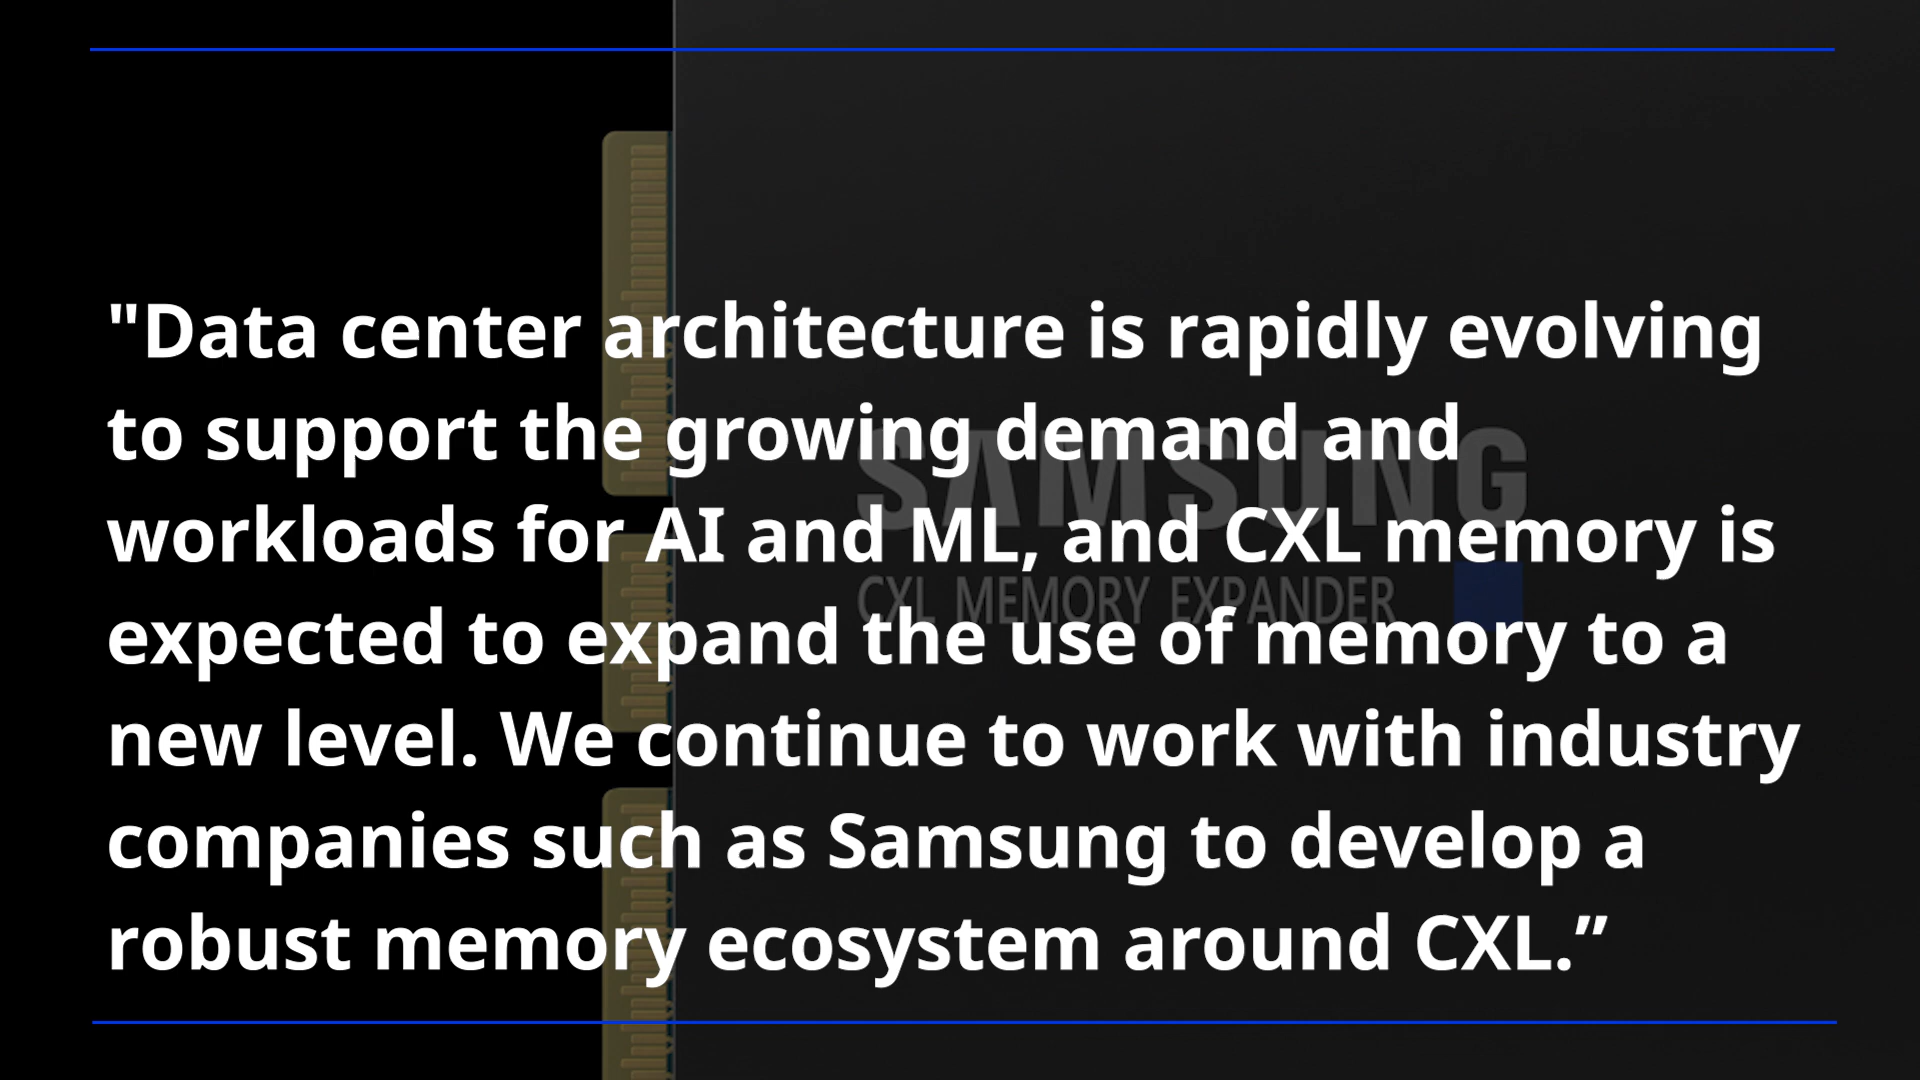 "Data center architecture is rapidly evolving
to support the growing demand and
SAMSUNG
workloads for AI and ML, and CXL memory is
CXL MEMORY EXPANDER
expected to expand the use of memory to a
new level. We continue to work with industry
companies such as Samsung to develop a
robust memory ecosystem around CXL.”